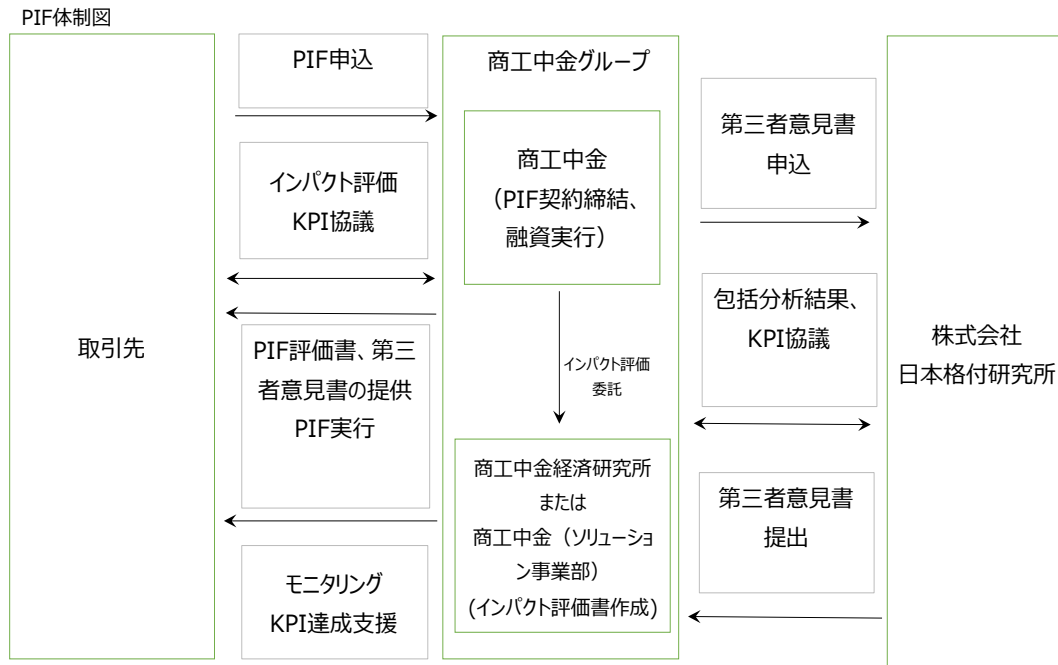 PIF体制図
取引先
PIF申込
インパクト評価
KPI協議
PIF評価書、第三
者意見書の提供
PIF実行
モニタリング
KPI達成支援
商工中金グループ
商工中金
（PIF契約締結、
融資実行）
インパクト評価
委託
商工中金経済研究所
または
商工中金（ソリューショ
ン事業部）
(インパクト評価書作成)
第三者意見書
申込
包括分析結果、
KPI協議
第三者意見書
提出
株式会社
日本格付研究所